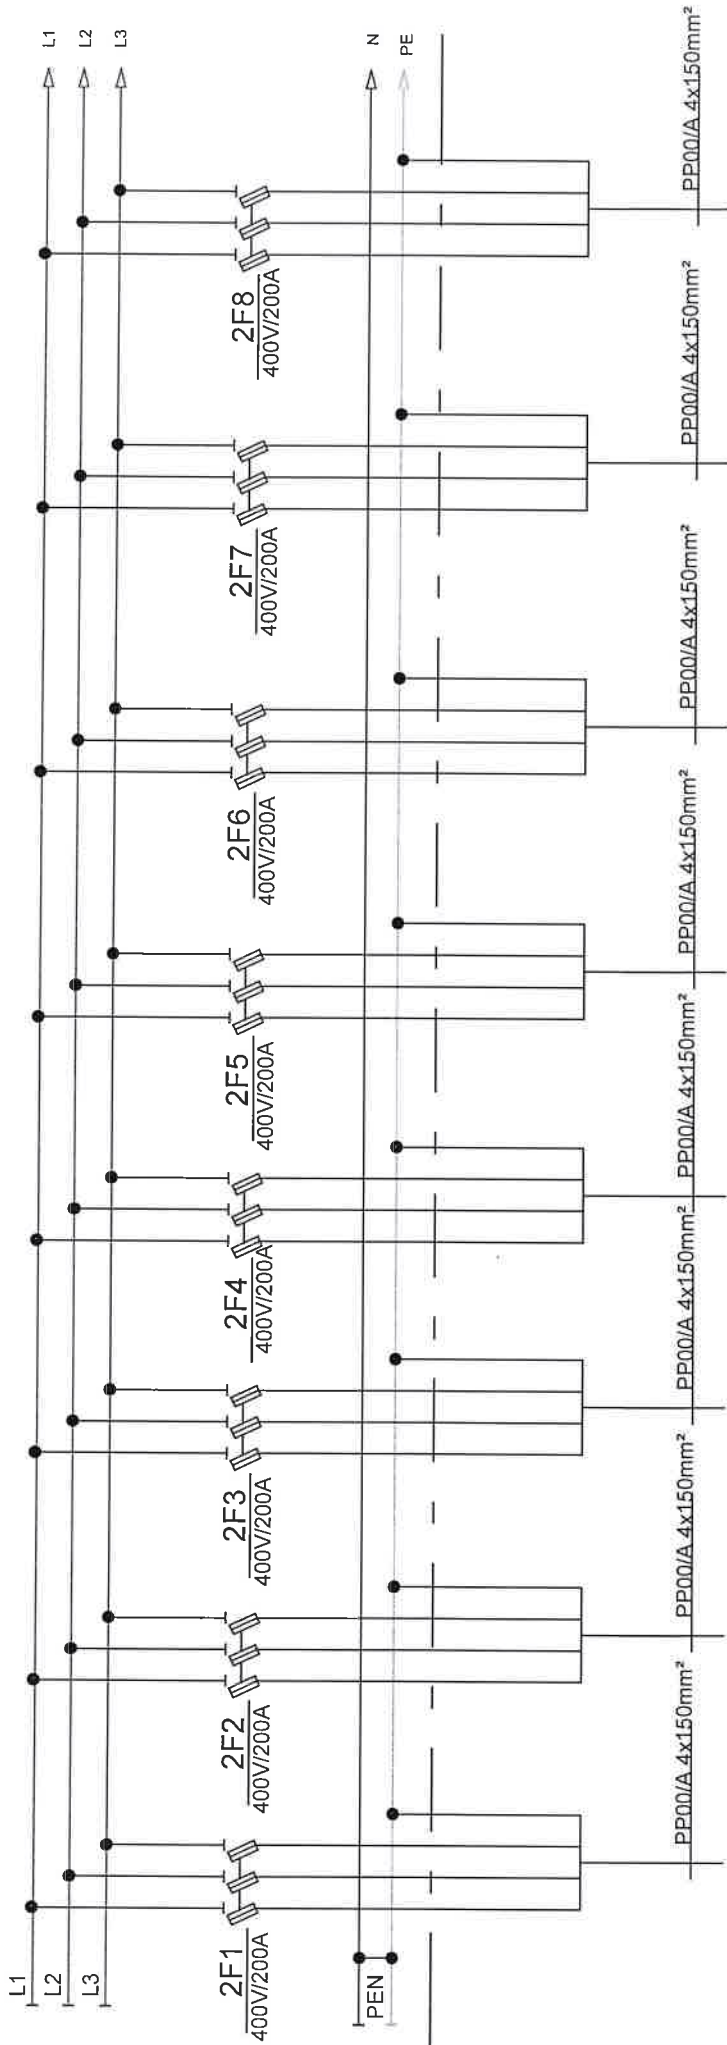 L1
L2
L3
PEN
2F1
400V/200A
2F2
400V/200A
2F3
400V/200A
2F4
400V/200A
2F5
400V/200A
2F6
400V/200A
2F7
400V/200A
2F8
400V/200A
L1
L2
L3
N
PE
PP00/A 4x150mm²
PP00/A 4x150mm²
PP00/A 4x150mm²
PP00/A 4x150mm²
PP00/A 4x150mm²
PP00/A 4x150mm²
PP00/A 4x150mm²
PP00/A 4x150mm²